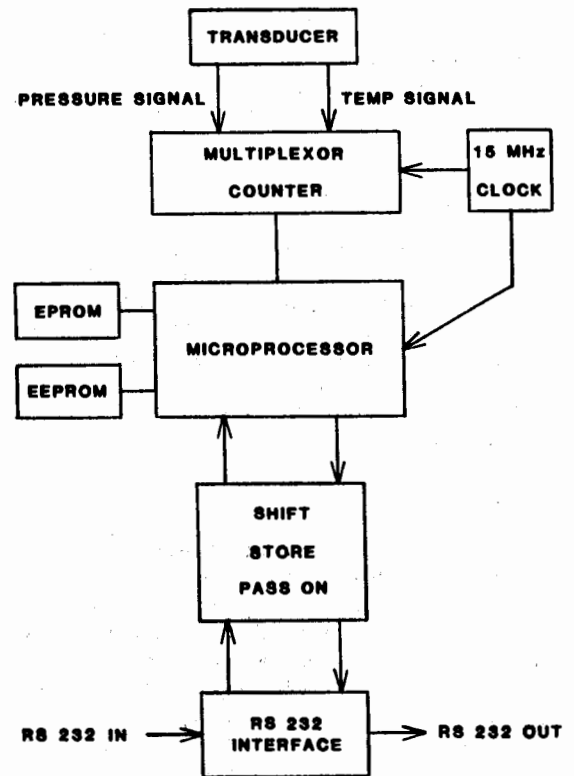 TRANSDUCER
PRESSURE SIGNAL
TEMP SIGNAL
MULTIPLEXOR
COUNTER
15 MHz
CLOCK
EPROM
EEPROM
MICROPROCESSOR
SHIFT
STORE
PASS ON
RS 232 IN
RS 232
INTERFACE
RS 232 OUT